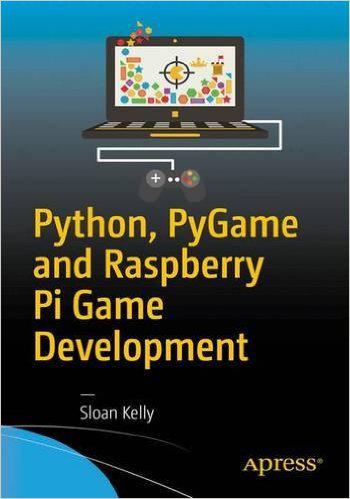 Python, PyGame
and Raspberry
Pi Game
Development
Sloan Kelly
Apress®